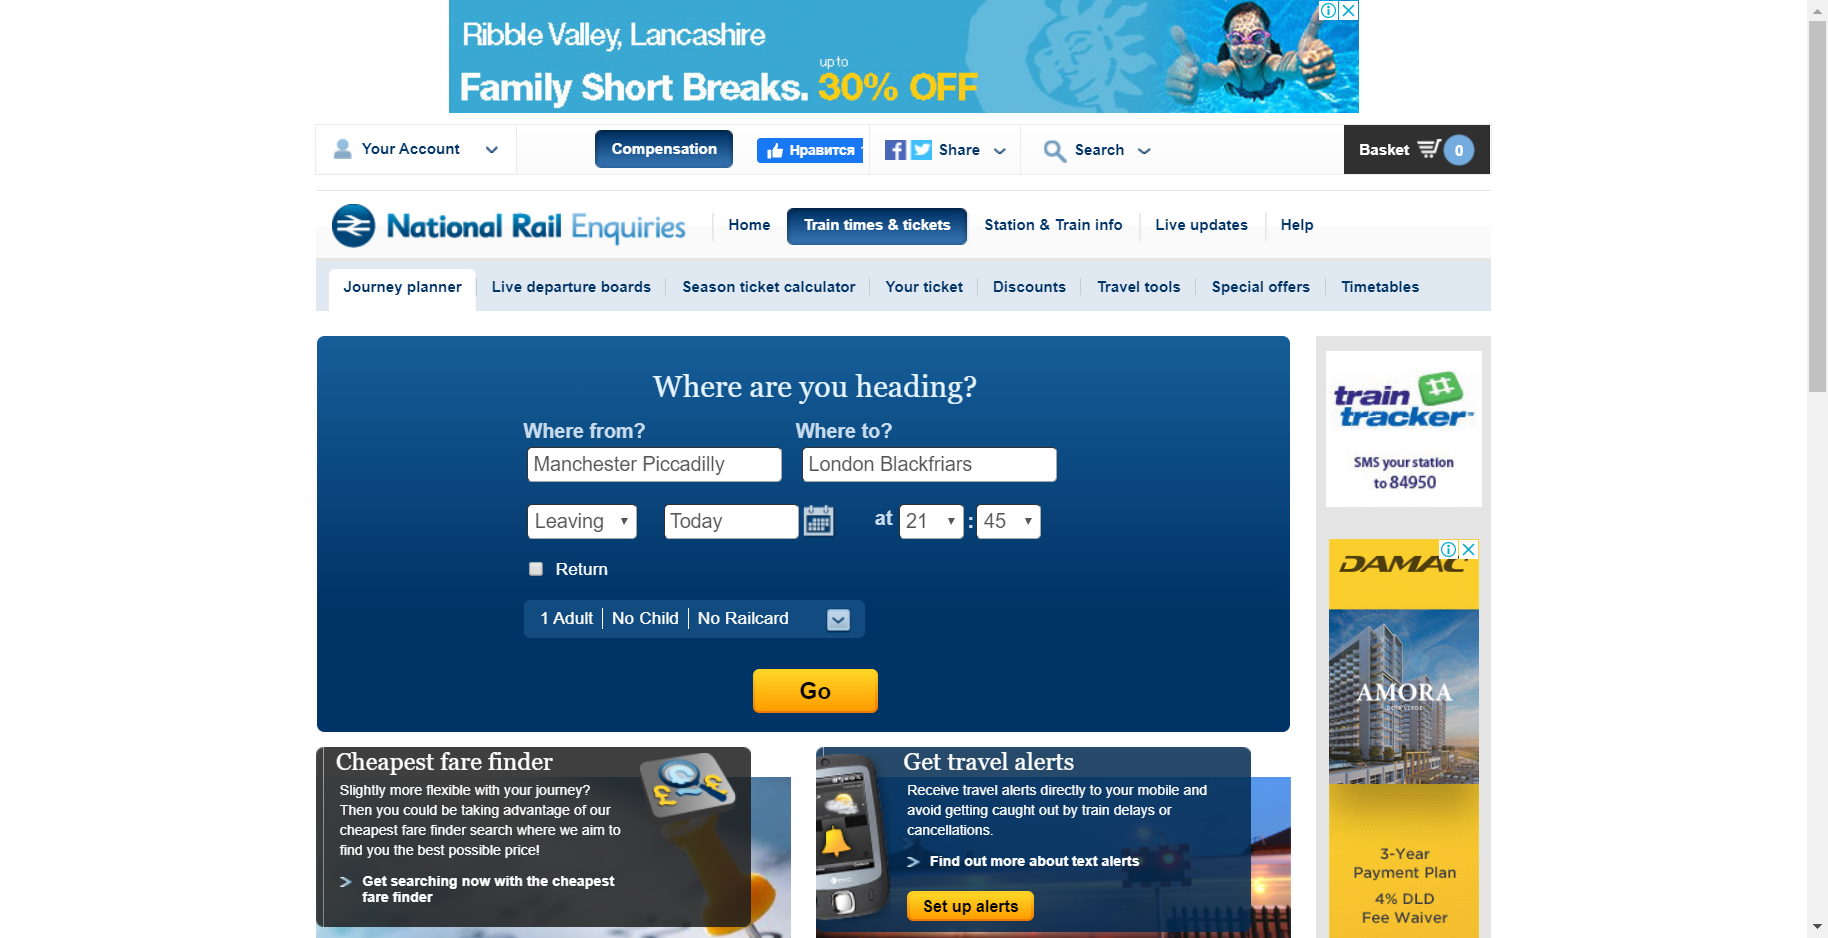 Ribble Valley, Lancashire
up to
Family Short Breaks. 30% OFF
Your Account
Compensation
Нравится
Share
Search
Basket 0
National Rail Enquiries
Home
Train times & tickets
Station & Train info
Live updates
Help
Journey planner
Live departure boards
Season ticket calculator
Your ticket
Discounts
Travel tools
Special offers
Timetables
Where are you heading?
Where from? Where to?
Manchester Piccadilly London Blackfriars
Leaving Today at 21 : 45
Return
1 Adult No Child No Railcard
Go
train
tracker™
SMS your station
to 84950
DAMAC
AMORA
3-Year
Payment Plan
4% DLD
Fee Waiver
Cheapest fare finder
Slightly more flexible with your journey?
Then you could be taking advantage of our
cheapest fare finder search where we aim to
find you the best possible price!
Get searching now with the cheapest
fare finder
Get travel alerts
Receive travel alerts directly to your mobile and
avoid getting caught out by train delays or
cancellations.
Find out more about text alerts
Set up alerts